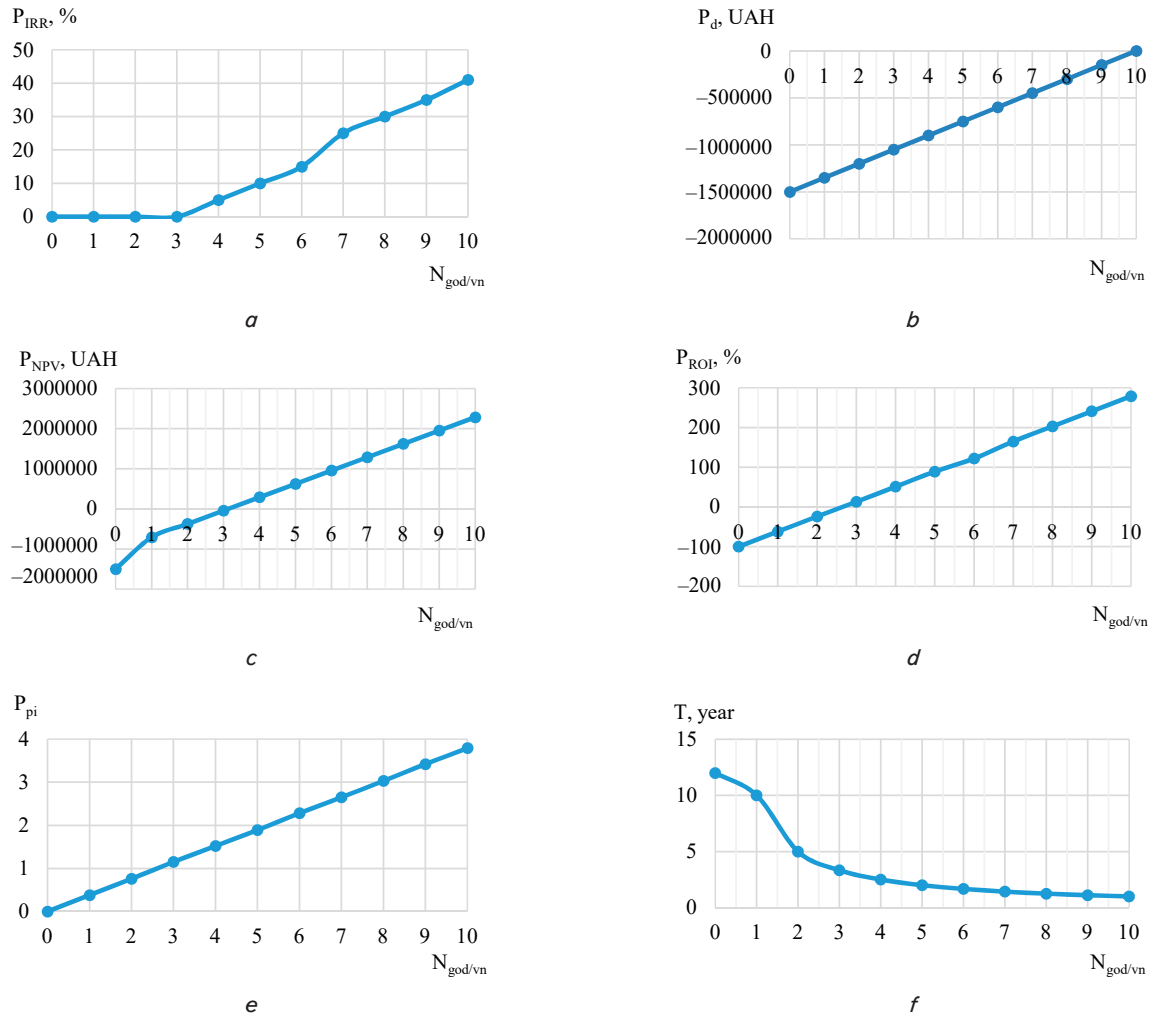 P_IRR, %
50
40
30
20
10
0
0 1 2 3 4 5 6 7 8 9 10
N_god/vn
a
P_d, UAH
0
0 1 2 3 4 5 6 7 8 9 10
–500000
–1000000
–1500000
–2000000
N_god/vn
b
P_NPV, UAH
3000000
2000000
1000000
0
0 1 2 3 4 5 6 7 8 9 10
–1000000
–2000000
N_god/vn
c
P_ROI, %
300
200
100
0
0 1 2 3 4 5 6 7 8 9 10
–100
–200
N_god/vn
d
P_pi
4
3
2
1
0
0 1 2 3 4 5 6 7 8 9 10
N_god/vn
e
T, year
15
10
5
0
0 1 2 3 4 5 6 7 8 9 10
N_god/vn
f